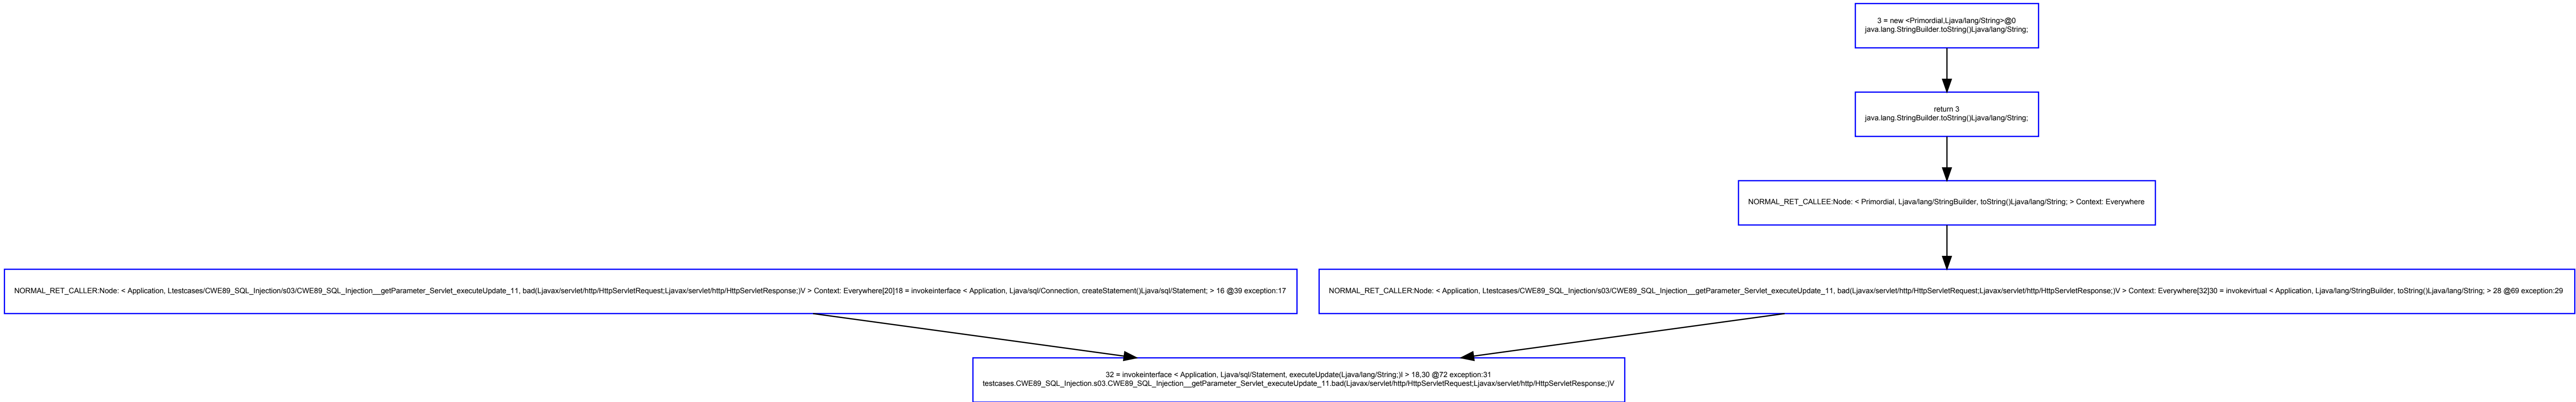 3 = new <Primordial,Ljava/lang/String>@0
java.lang.StringBuilder.toString()Ljava/lang/String;
return 3
java.lang.StringBuilder.toString()Ljava/lang/String;
NORMAL_RET_CALLEE:Node: < Primordial, Ljava/lang/StringBuilder, toString()Ljava/lang/String; > Context: Everywhere
NORMAL_RET_CALLER:Node: < Application, Ltestcases/CWE89_SQL_Injection/s03/CWE89_SQL_Injection__getParameter_Servlet_executeUpdate_11, bad(Ljavax/servlet/http/HttpServletRequest;Ljavax/servlet/http/HttpServletResponse;)V > Context: Everywhere[20]18 = invokeinterface < Application, Ljava/sql/Connection, createStatement()Ljava/sql/Statement; > 16 @39 exception:17
NORMAL_RET_CALLER:Node: < Application, Ltestcases/CWE89_SQL_Injection/s03/CWE89_SQL_Injection__getParameter_Servlet_executeUpdate_11, bad(Ljavax/servlet/http/HttpServletRequest;Ljavax/servlet/http/HttpServletResponse;)V > Context: Everywhere[32]30 = invokevirtual < Application, Ljava/lang/StringBuilder, toString()Ljava/lang/String; > 28 @69 exception:29
32 = invokeinterface < Application, Ljava/sql/Statement, executeUpdate(Ljava/lang/String;)I > 18,30 @72 exception:31
testcases.CWE89_SQL_Injection.s03.CWE89_SQL_Injection__getParameter_Servlet_executeUpdate_11.bad(Ljavax/servlet/http/HttpServletRequest;Ljavax/servlet/http/HttpServletResponse;)V